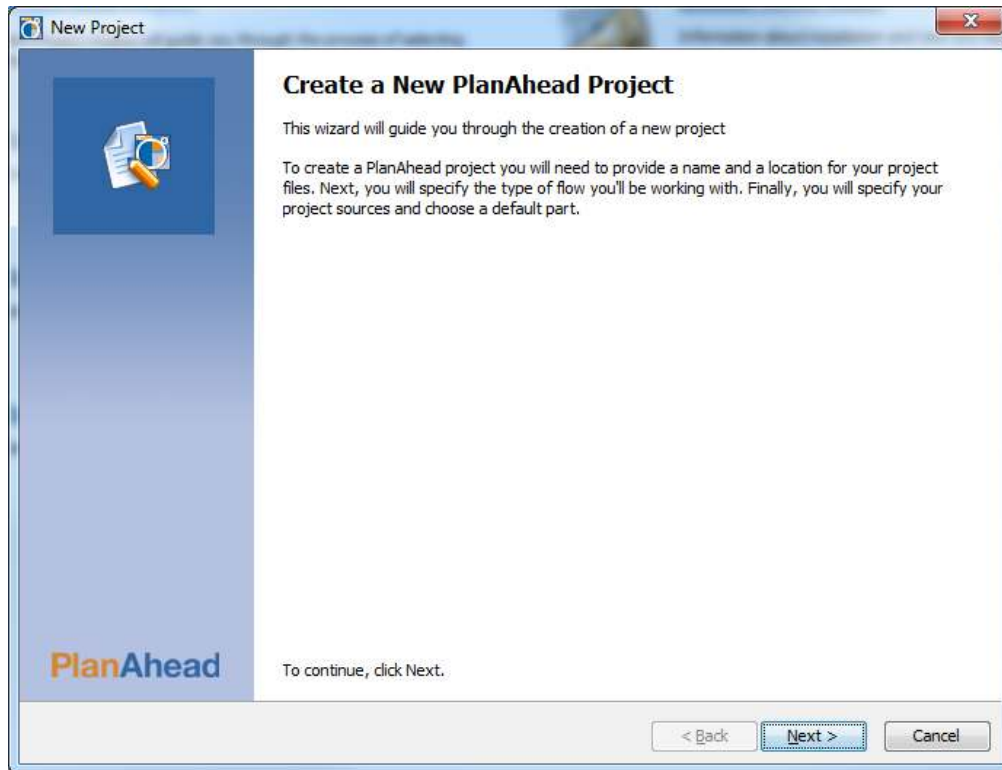 New Project
Create a New PlanAhead Project
This wizard will guide you through the creation of a new project
To create a PlanAhead project you will need to provide a name and a location for your project
files. Next, you will specify the type of flow you'll be working with. Finally, you will specify your
project sources and choose a default part.
PlanAhead
To continue, click Next.
< Back
Next >
Cancel